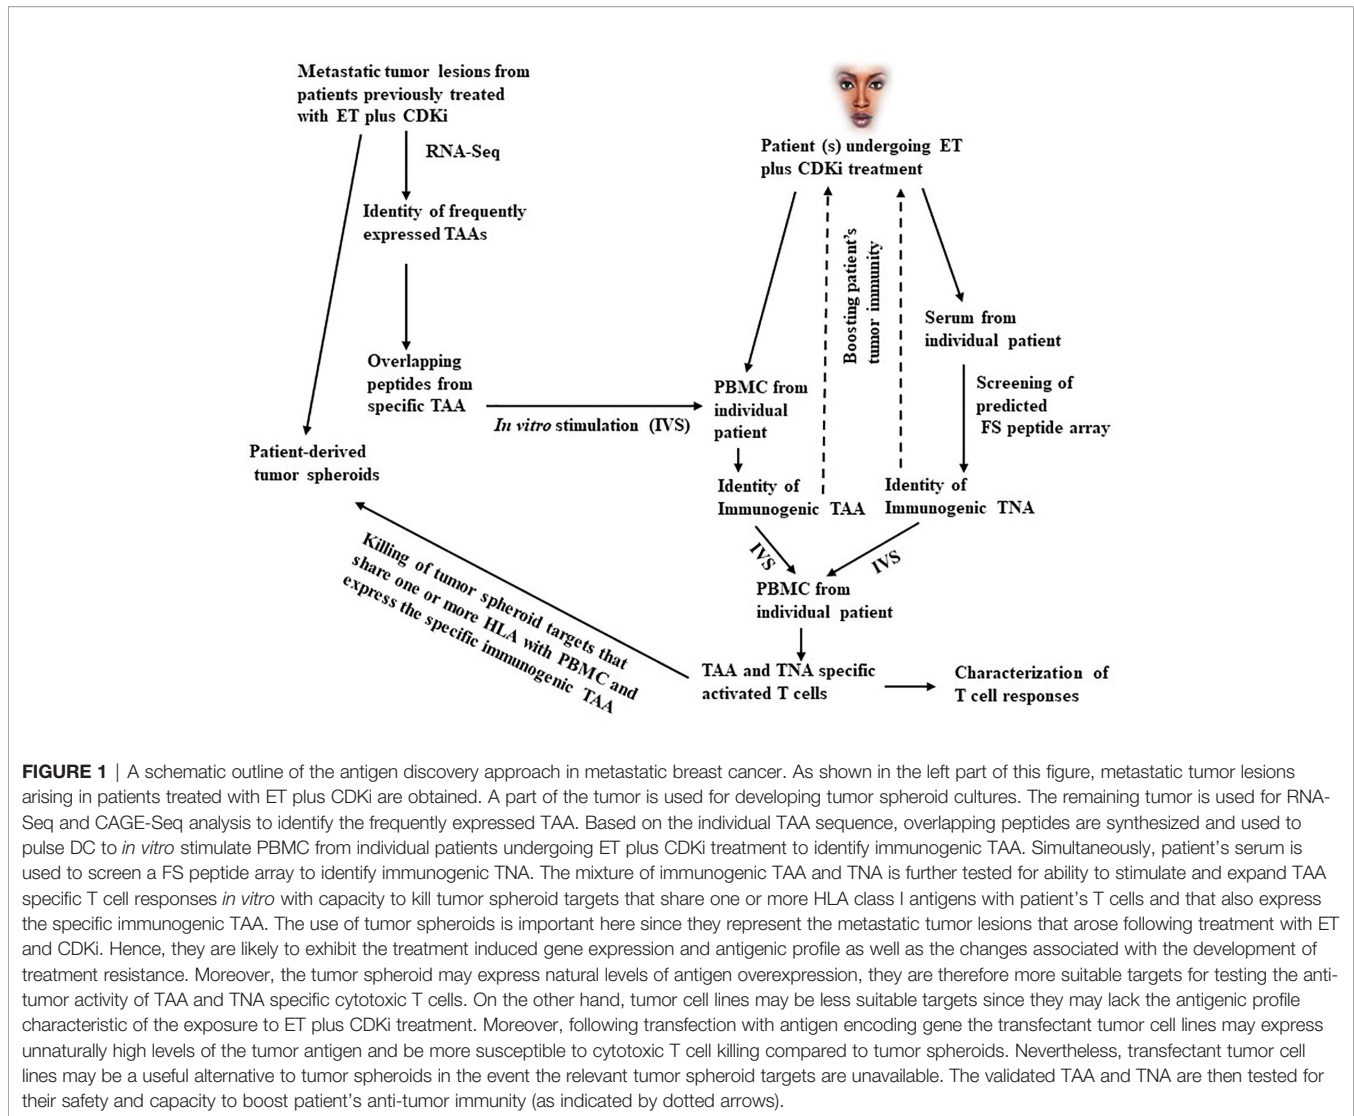 Metastatic tumor lesions from
patients previously treated
with ET plus CDKi
RNA-Seq
Identity of frequently
expressed TAAs
Overlapping
peptides from
specific TAA
In vitro stimulation (IVS)
Patient-derived
tumor spheroids
Patient (s) undergoing ET
plus CDKi treatment
Boosting patient's
tumor immunity
Serum from
individual patient
Screening of
predicted
FS peptide array
PBMC from
individual
patient
Identity of
Immunogenic TAA
Identity of
Immunogenic TNA
IVS
IVS
PBMC from
individual patient
TAA and TNA specific
activated T cells
Characterization of
T cell responses
Killing of tumor spheroid targets that
share one or more HLA with PBMC and
express the specific immunogenic TAA
FIGURE 1 | A schematic outline of the antigen discovery approach in metastatic breast cancer. As shown in the left part of this figure, metastatic tumor lesions
arising in patients treated with ET plus CDKi are obtained. A part of the tumor is used for developing tumor spheroid cultures. The remaining tumor is used for RNA-
Seq and CAGE-Seq analysis to identify the frequently expressed TAA. Based on the individual TAA sequence, overlapping peptides are synthesized and used to
pulse DC to in vitro stimulate PBMC from individual patients undergoing ET plus CDKi treatment to identify immunogenic TAA. Simultaneously, patient's serum is
used to screen a FS peptide array to identify immunogenic TNA. The mixture of immunogenic TAA and TNA is further tested for ability to stimulate and expand TAA
specific T cell responses in vitro with capacity to kill tumor spheroid targets that share one or more HLA class I antigens with patient's T cells and that also express
the specific immunogenic TAA. The use of tumor spheroids is important here since they represent the metastatic tumor lesions that arose following treatment with ET
and CDKi. Hence, they are likely to exhibit the treatment induced gene expression and antigenic profile as well as the changes associated with the development of
treatment resistance. Moreover, the tumor spheroid may express natural levels of antigen overexpression, they are therefore more suitable targets for testing the anti-
tumor activity of TAA and TNA specific cytotoxic T cells. On the other hand, tumor cell lines may be less suitable targets since they may lack the antigenic profile
characteristic of the exposure to ET plus CDKi treatment. Moreover, following transfection with antigen encoding gene the transfectant tumor cell lines may express
unnaturally high levels of the tumor antigen and be more susceptible to cytotoxic T cell killing compared to tumor spheroids. Nevertheless, transfectant tumor cell
lines may be a useful alternative to tumor spheroids in the event the relevant tumor spheroid targets are unavailable. The validated TAA and TNA are then tested for
their safety and capacity to boost patient's anti-tumor immunity (as indicated by dotted arrows).